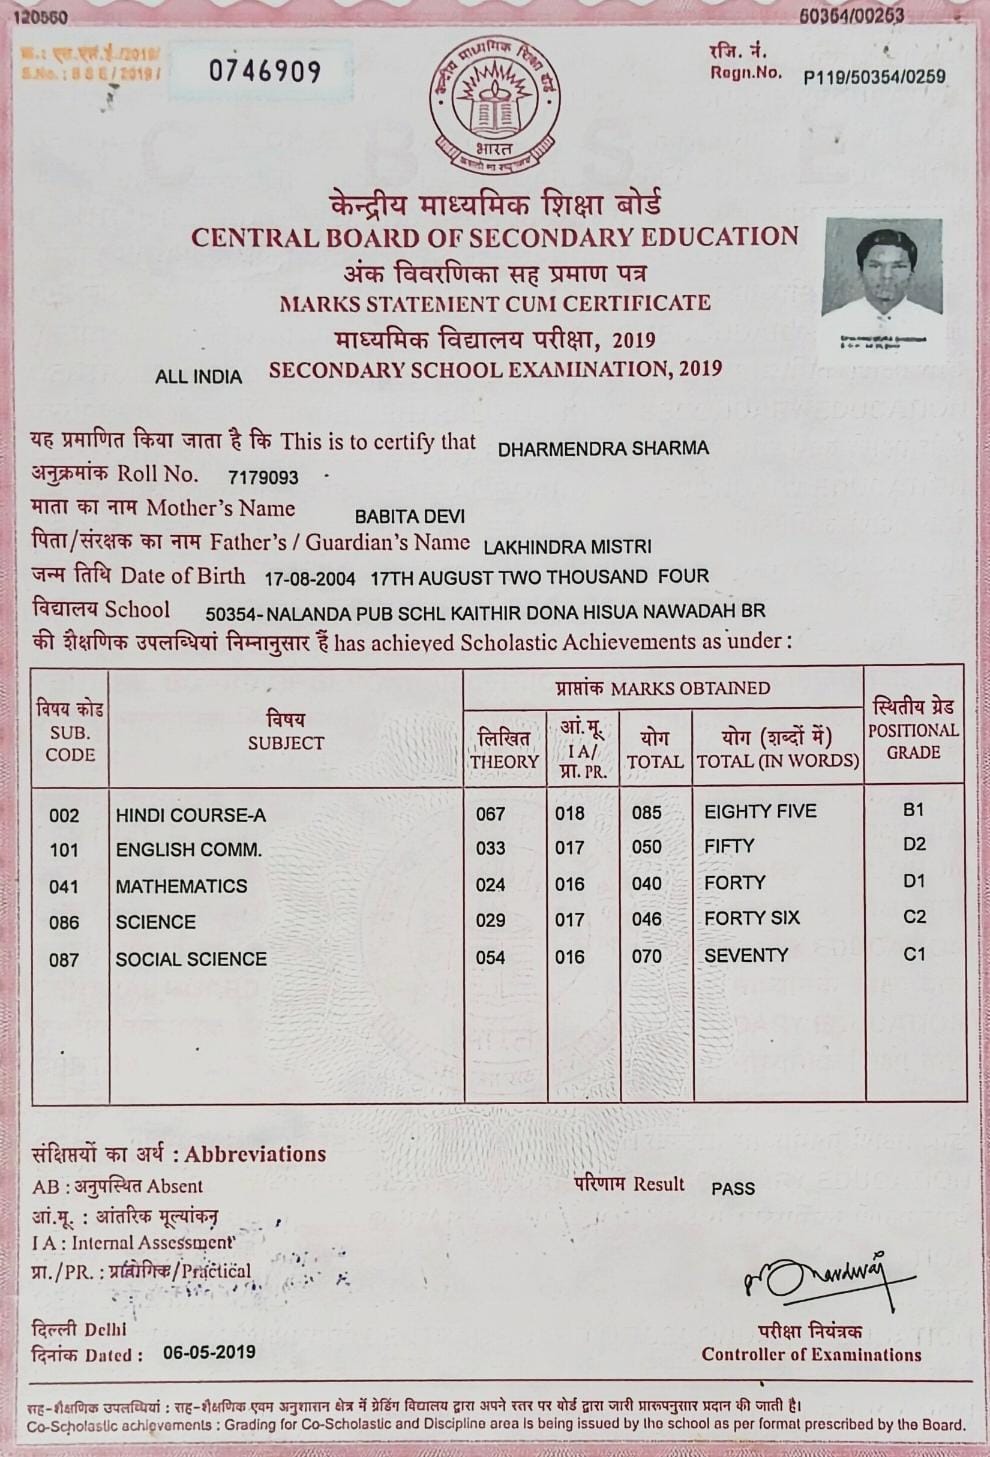 120560
50354/00253
क्र.: एस.एस.ई./2019/
S.No.: SSE/2019/
0746909
रजि. नं.
Regn.No. P119/50354/0259
केन्द्रीय माध्यमिक शिक्षा बोर्ड
भारत
केन्द्रीय माध्यमिक शिक्षा बोर्ड
CENTRAL BOARD OF SECONDARY EDUCATION
अंक विवरणिका सह प्रमाण पत्र
MARKS STATEMENT CUM CERTIFICATE
माध्यमिक विद्यालय परीक्षा, 2019
ALL INDIA SECONDARY SCHOOL EXAMINATION, 2019
यह प्रमाणित किया जाता है कि This is to certify that DHARMENDRA SHARMA
अनुक्रमांक Roll No. 7179093
माता का नाम Mother's Name BABITA DEVI
पिता/संरक्षक का नाम Father's / Guardian's Name LAKHINDRA MISTRI
जन्म तिथि Date of Birth 17-08-2004 17TH AUGUST TWO THOUSAND FOUR
विद्यालय School 50354-NALANDA PUB SCHL KAITHIR DONA HISUA NAWADAH BR
की शैक्षणिक उपलब्धियां निम्नानुसार हैं has achieved Scholastic Achievements as under :
विषय कोड SUB. CODE
विषय SUBJECT
प्राप्तांक MARKS OBTAINED
लिखित THEORY
आं.मू. I A/ प्रा. PR.
योग TOTAL
योग (शब्दों में) TOTAL (IN WORDS)
स्थितीय ग्रेड POSITIONAL GRADE
002 HINDI COURSE-A 067 018 085 EIGHTY FIVE B1
101 ENGLISH COMM. 033 017 050 FIFTY D2
041 MATHEMATICS 024 016 040 FORTY D1
086 SCIENCE 029 017 046 FORTY SIX C2
087 SOCIAL SCIENCE 054 016 070 SEVENTY C1
संक्षिप्तियों का अर्थ : Abbreviations
AB : अनुपस्थित Absent
परिणाम Result PASS
आं.मू. : आंतरिक मूल्यांकन
I A : Internal Assessment
प्रा./PR. : प्रायोगिक/Practical
दिल्ली Delhi
दिनांक Dated : 06-05-2019
परीक्षा नियंत्रक
Controller of Examinations
सह-शैक्षणिक उपलब्धियां : सह-शैक्षणिक एवम अनुशासन क्षेत्र में ग्रेडिंग विद्यालय द्वारा अपने स्तर पर बोर्ड द्वारा जारी प्रारूपनुसार प्रदान की जाती है।
Co-Scholastic achievements : Grading for Co-Scholastic and Discipline area is being issued by the school as per format prescribed by the Board.